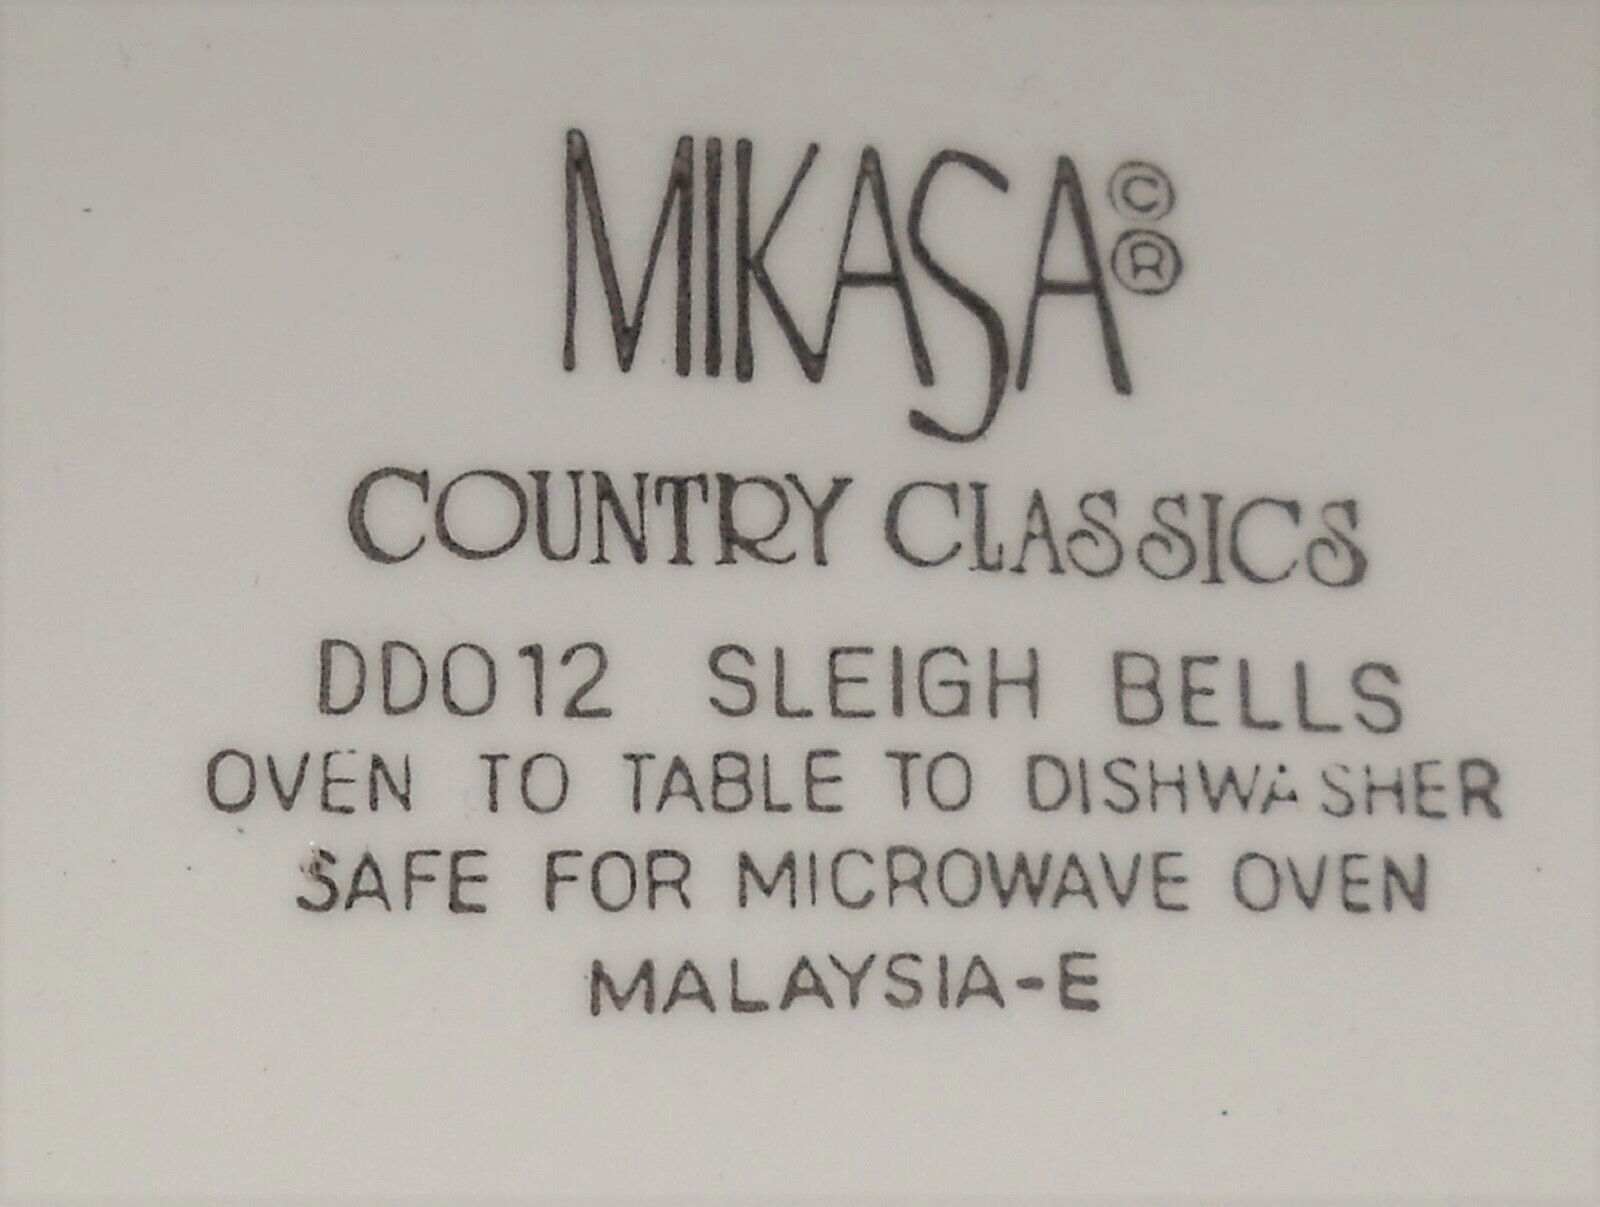 MIKASA©®
COUNTRY CLASSICS
DD012 SLEIGH BELLS
OVEN TO TABLE TO DISHWASHER
SAFE FOR MICROWAVE OVEN
MALAYSIA-E